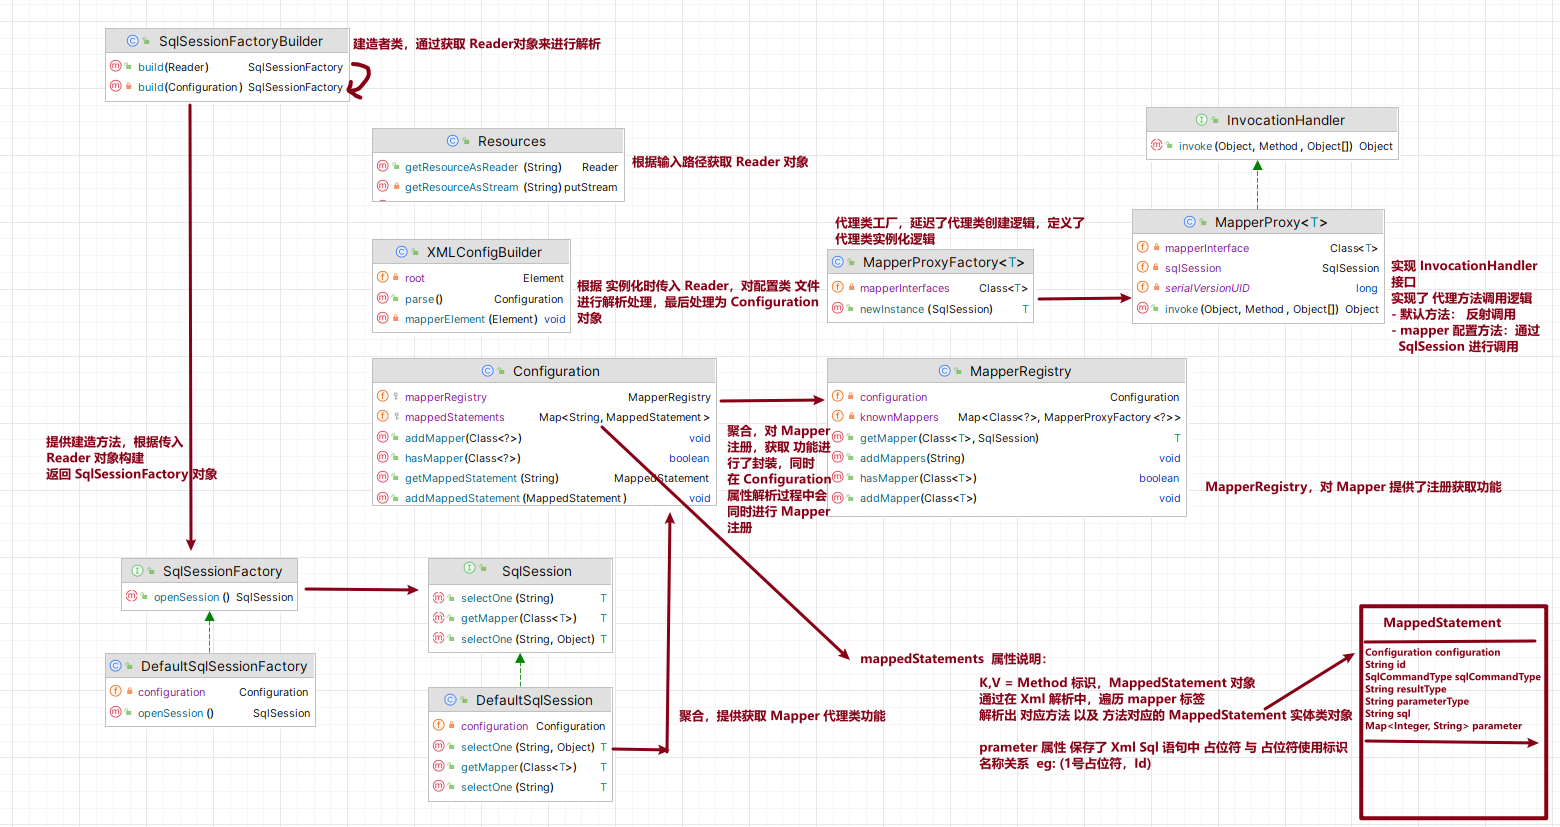 SqlSessionFactoryBuilder
build(Reader) SqlSessionFactory
build(Configuration) SqlSessionFactory
建造者类，通过获取 Reader对象来进行解析
Resources
getResourceAsReader (String) Reader
getResourceAsStream (String) putStream
根据输入路径获取 Reader 对象
XMLConfigBuilder
root Element
parse() Configuration
mapperElement (Element) void
根据 实例化时传入 Reader，对配置类 文件
进行解析处理，最后处理为 Configuration
对象
InvocationHandler
invoke (Object, Method , Object[]) Object
代理类工厂，延迟了代理类创建逻辑，定义了
代理类实例化逻辑
MapperProxyFactory<T>
mapperInterfaces Class<T>
newInstance (SqlSession) T
MapperProxy<T>
mapperInterface Class<T>
sqlSession SqlSession
serialVersionUID long
invoke (Object, Method , Object[]) Object
实现 InvocationHandler
接口
实现了 代理方法调用逻辑
- 默认方法： 反射调用
- mapper 配置方法：通过
SqlSession 进行调用
Configuration
mapperRegistry MapperRegistry
mappedStatements Map<String, MappedStatement >
addMapper(Class<?>) void
hasMapper(Class<?>) boolean
getMappedStatement (String) MappedStatement
addMappedStatement (MappedStatement ) void
聚合，对 Mapper
注册，获取 功能进
行了封装，同时
在 Configuration
属性解析过程中会
同时进行 Mapper
注册
MapperRegistry
configuration Configuration
knownMappers Map<Class<?>, MapperProxyFactory <?>>
getMapper(Class<T>, SqlSession) T
addMappers(String) void
hasMapper(Class<T>) boolean
addMapper(Class<T>) void
MapperRegistry，对 Mapper 提供了注册获取功能
提供建造方法，根据传入
Reader 对象构建
返回 SqlSessionFactory 对象
SqlSessionFactory
openSession () SqlSession
DefaultSqlSessionFactory
configuration Configuration
openSession () SqlSession
SqlSession
selectOne (String) T
getMapper (Class<T>) T
selectOne (String, Object) T
DefaultSqlSession
configuration Configuration
selectOne (String, Object) T
getMapper (Class<T>) T
selectOne (String) T
聚合，提供获取 Mapper 代理类功能
mappedStatements 属性说明：
K,V = Method 标识，MappedStatement 对象
通过在 Xml 解析中，遍历 mapper 标签
解析出 对应方法 以及 方法对应的 MappedStatement 实体类对象
prameter 属性 保存了 Xml Sql 语句中 占位符 与 占位符使用标识
名称关系 eg: (1号占位符，Id)
MappedStatement
Configuration configuration
String id
SqlCommandType sqlCommandType
String resultType
String parameterType
String sql
Map<Integer, String> parameter